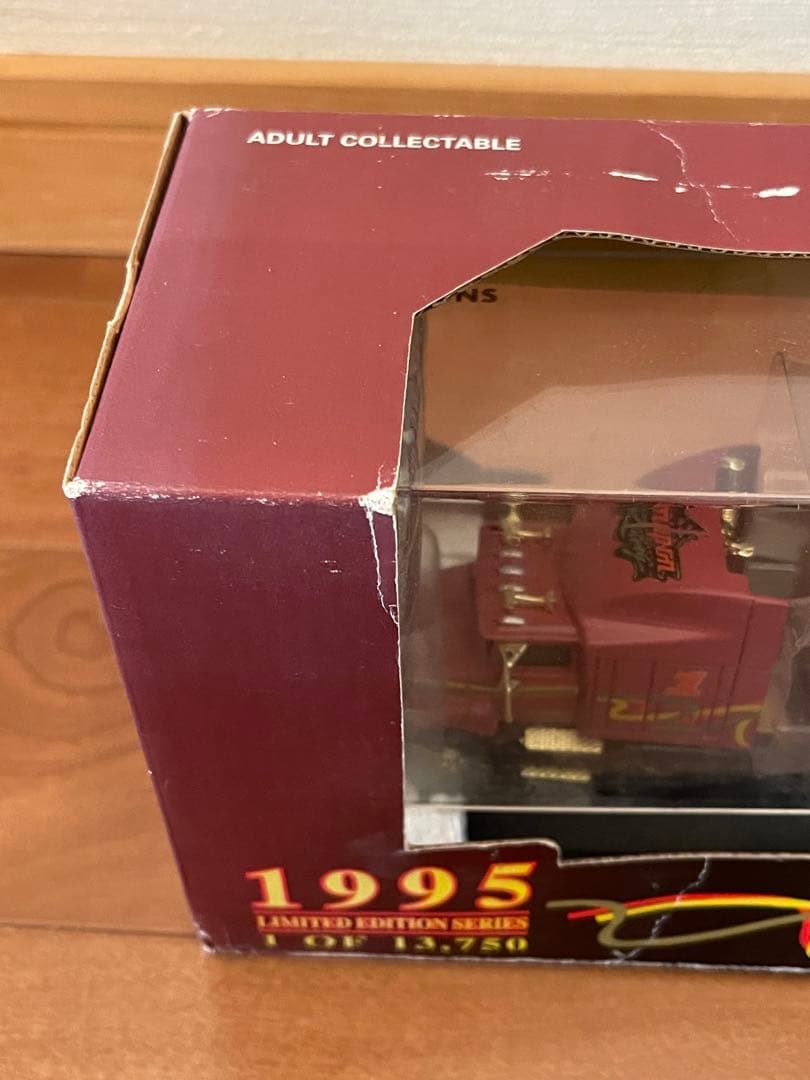 ADULT COLLECTABLE
1995
LIMITED EDITION SERIES
1 OF 13,750